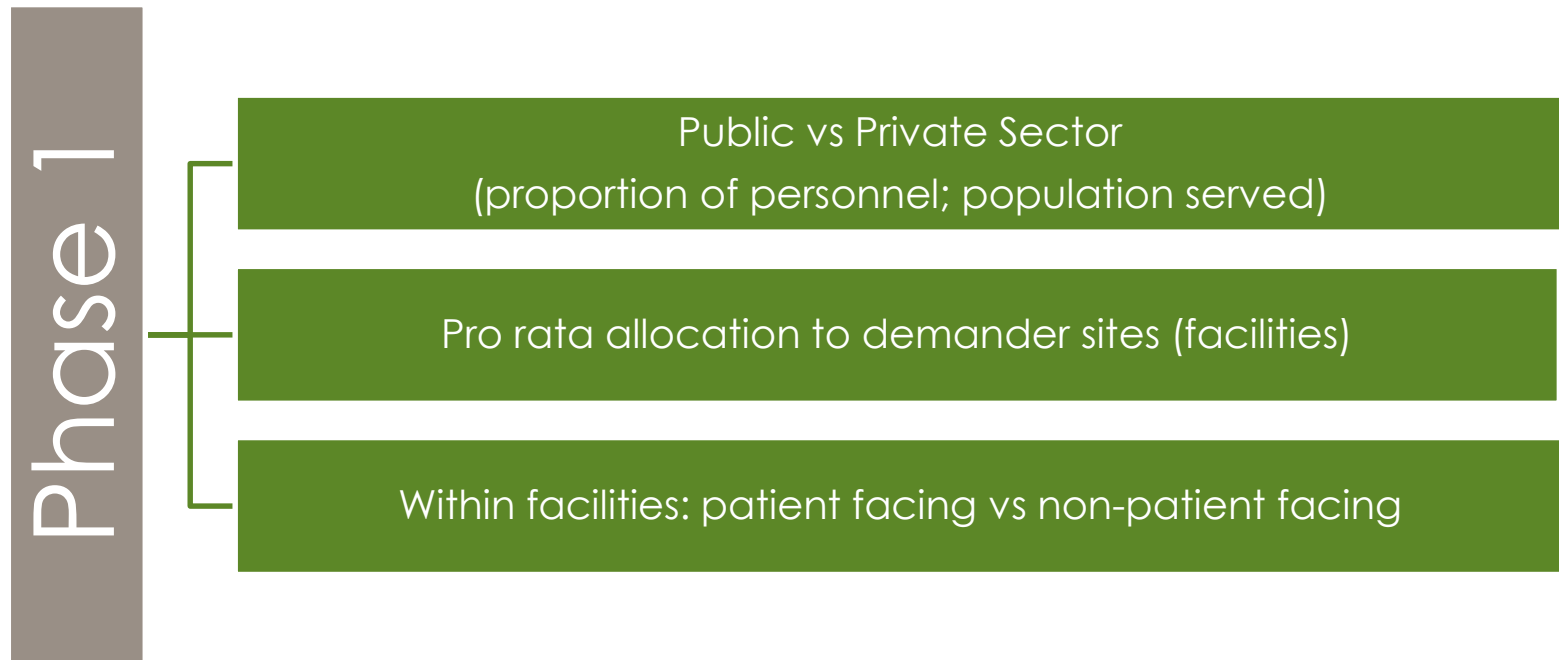 Phase 1
Public vs Private Sector
(proportion of personnel; population served)
Pro rata allocation to demander sites (facilities)
Within facilities: patient facing vs non-patient facing